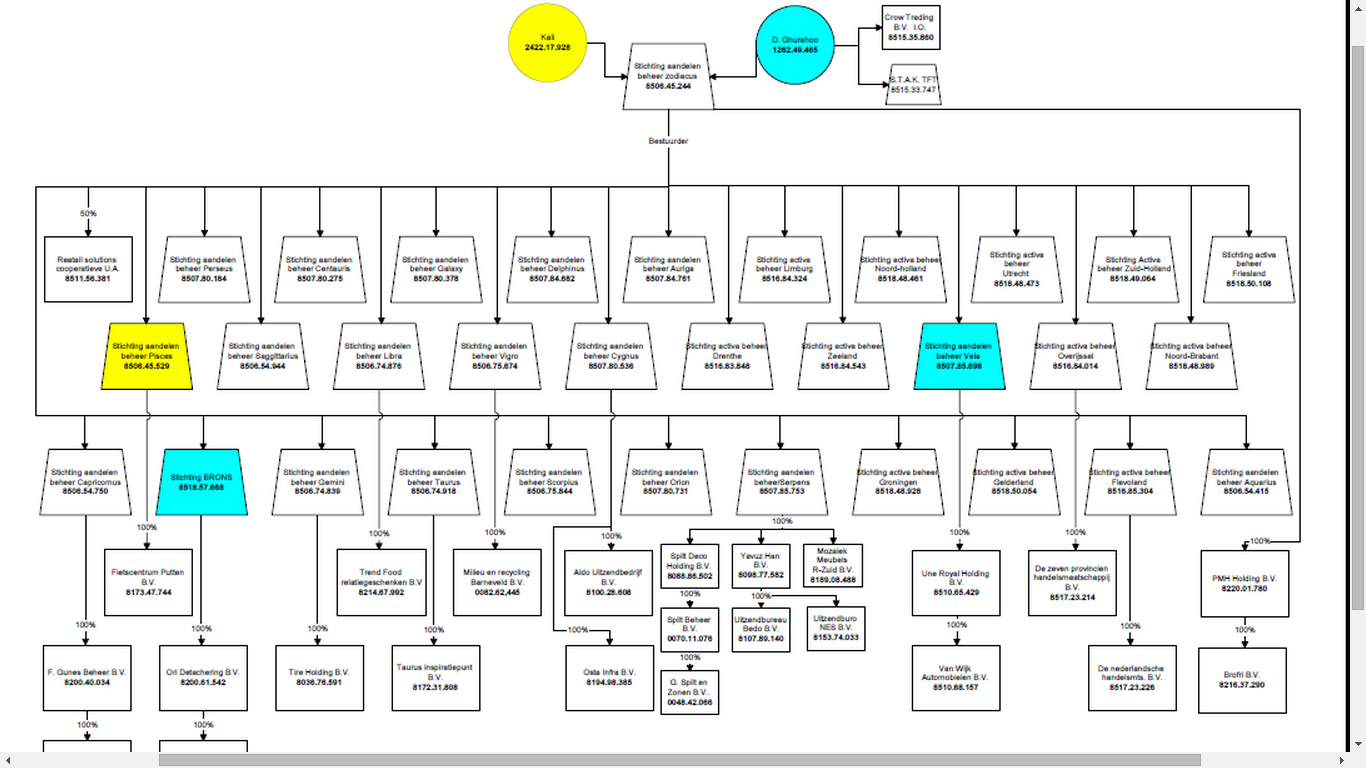 Kali
2422.17.928
D. Ghurahoo
1262.49.465
Crow Trading
B.V. I.O.
8515.35.860
S.T.A.K. TFT
8515.33.747
Stichting aandelen
beheer zodiacus
8506.45.244
Bestuurder
50%
Reatail solutions
cooperatieve U.A.
8511.56.381
Stichting aandelen
beheer Perseus
8507.80.184
Stichting aandelen
beheer Centauris
8507.80.275
Stichting aandelen
beheer Galaxy
8507.80.378
Stichting aandelen
beheer Delphinus
8507.84.682
Stichting aandelen
beheer Auriga
8507.84.761
Stichting activa
beheer Limburg
8516.84.324
Stichting activa beheer
Noord-holland
8518.48.461
Stichting activa
beheer
Utrecht
8518.48.473
Stichting Activa
beheer Zuid-Holland
8518.49.064
Stichting activa
beheer
Friesland
8518.50.108
Stichting aandelen
beheer Pisces
8506.45.529
Stichting aandelen
beheer Saggittarius
8506.54.944
Stichting aandelen
beheer Libra
8506.74.876
Stichting aandelen
beheer Vigro
8506.75.674
Stichting aandelen
beheer Cygnus
8507.80.536
Stichting activa beheer
Drenthe
8516.83.848
Stichting activa beheer
Zeeland
8516.84.543
Stichting aandelen
beheer Vela
8507.85.898
Stichting activa beheer
Overijssel
8516.84.014
Stichting activa beheer
Noord-Brabant
8518.48.989
Stichting aandelen
beheer Capricornus
8506.54.750
Stichting BRONS
8518.57.668
Stichting aandelen
beheer Gemini
8506.74.839
Stichting aandelen
beheer Taurus
8506.74.918
Stichting aandelen
beheer Scorpius
8506.75.844
Stichting aandelen
beheer Orion
8507.80.731
Stichting aandelen
beheerSerpens
8507.85.753
Stichting activa beheer
Groningen
8518.48.928
Stichting activa beheer
Gelderland
8518.50.054
Stichting activa beheer
Flevoland
8516.85.304
Stichting aandelen
beheer Aquarius
8506.54.415
100%
100%
100%
100%
100%
100%
100%
100%
Fietscentrum Putten
B.V.
8173.47.744
Trend Food
relatiegeschenken B.V
8214.67.992
Milieu en recycling
Barneveld B.V.
0082.62,445
Aldo Uitzendbedrijf
B.V.
8100.28.608
Spilt Deco
Holding B.V.
8088.86.502
Yavuz Han
B.V.
8098.77.582
Mozaiek
Meubels
R-Zuid B.V.
8189.08.488
Une Royal Holding
B.V.
8510.65.429
De zeven provincien
handelsmaatschappij
B.V.
8517.23.214
PMH Holding B.V.
8220.01.780
100%
100%
Spilt Beheer
B.V.
0070.11.076
Uitzendbureau
Bedo B.V.
8107.89.140
Uitzendburo
NES B.V.
8153.74.033
100%
100%
100%
100%
100%
100%
100%
100%
100%
F. Gunes Beheer B.V.
8200.40.034
Ori Detachering B.V.
8200.61.542
Tire Holding B.V.
8036.76.591
Taurus inspiratiepunt
B.V.
8172.31.808
Osta Infra B.V.
8194.98.385
G. Spilt en
Zonen B.V..
0048.42.066
Van Wijk
Automobielen B.V.
8510.68.157
De nederlandsche
handelsmts. B.V.
8517.23.226
Brofri B.V.
8216.37.290
100%
100%